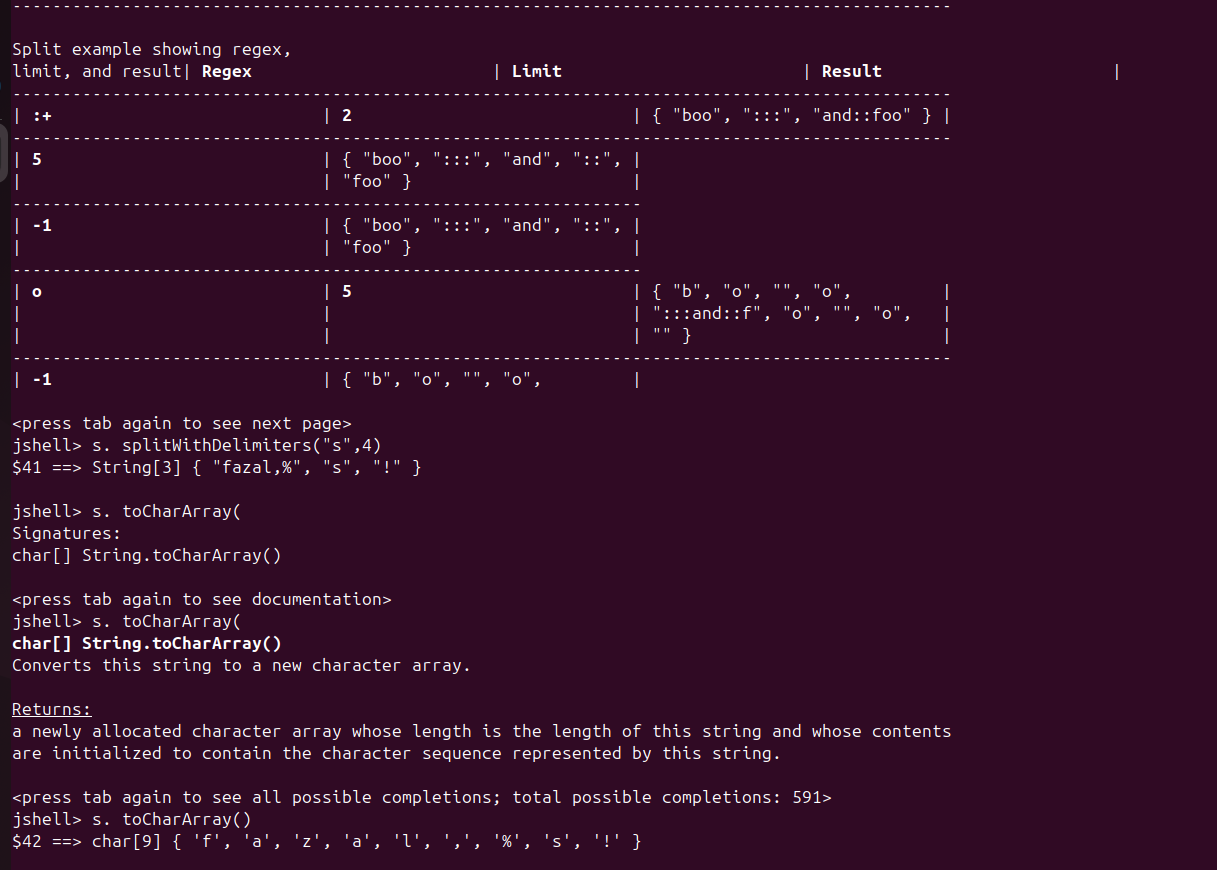 ----------------------------------------------------------------------------------------------
Split example showing regex,
limit, and result| Regex                        | Limit                        | Result                       |
----------------------------------------------------------------------------------------------
| :+                           | 2                            | { "boo", ":::", "and::foo" } |
----------------------------------------------------------------------------------------------
| 5                            | { "boo", ":::", "and", "::", |
|                              | "foo" }                      |
---------------------------------------------------------------
| -1                           | { "boo", ":::", "and", "::", |
|                              | "foo" }                      |
---------------------------------------------------------------
| o                            | 5                            | { "b", "o", "", "o",         |
|                              |                              | ":::and::f", "o", "", "o",   |
|                              |                              | "" }                         |
----------------------------------------------------------------------------------------------
| -1                           | { "b", "o", "", "o",         |
<press tab again to see next page>
jshell> s. splitWithDelimiters("s",4)
$41 ==> String[3] { "fazal,%", "s", "!" }
jshell> s. toCharArray(
Signatures:
char[] String.toCharArray()
<press tab again to see documentation>
jshell> s. toCharArray(
char[] String.toCharArray()
Converts this string to a new character array.
Returns:
a newly allocated character array whose length is the length of this string and whose contents
are initialized to contain the character sequence represented by this string.
<press tab again to see all possible completions; total possible completions: 591>
jshell> s. toCharArray()
$42 ==> char[9] { 'f', 'a', 'z', 'a', 'l', ',', '%', 's', '!' }